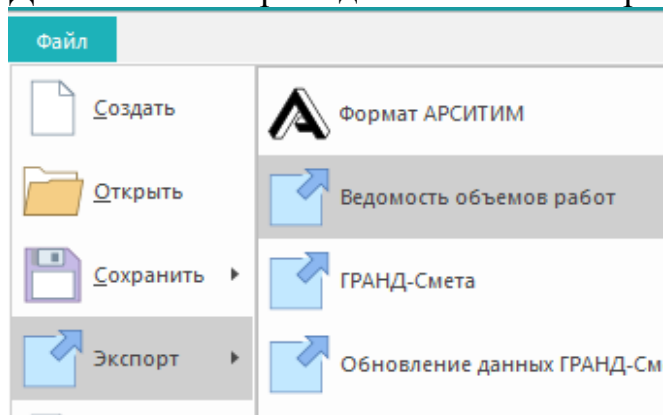 Файл
Создать
Открыть
Сохранить
Экспорт
Формат АРСИТИМ
Ведомость объемов работ
ГРАНД-Смета
Обновление данных ГРАНД-См